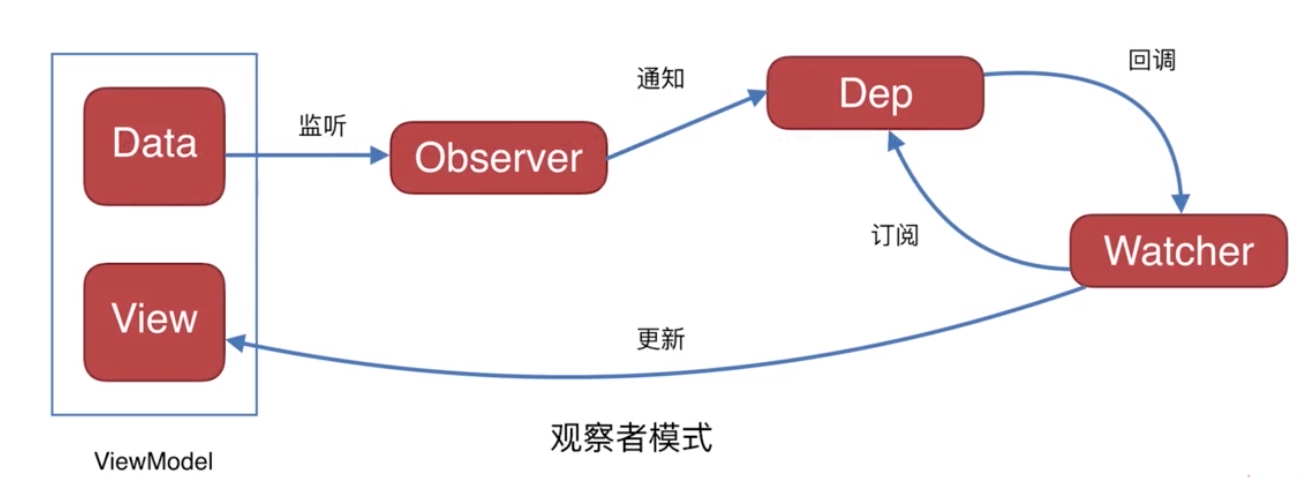 Data
监听
Observer
通知
Dep
回调
Watcher
订阅
View
更新
观察者模式
ViewModel